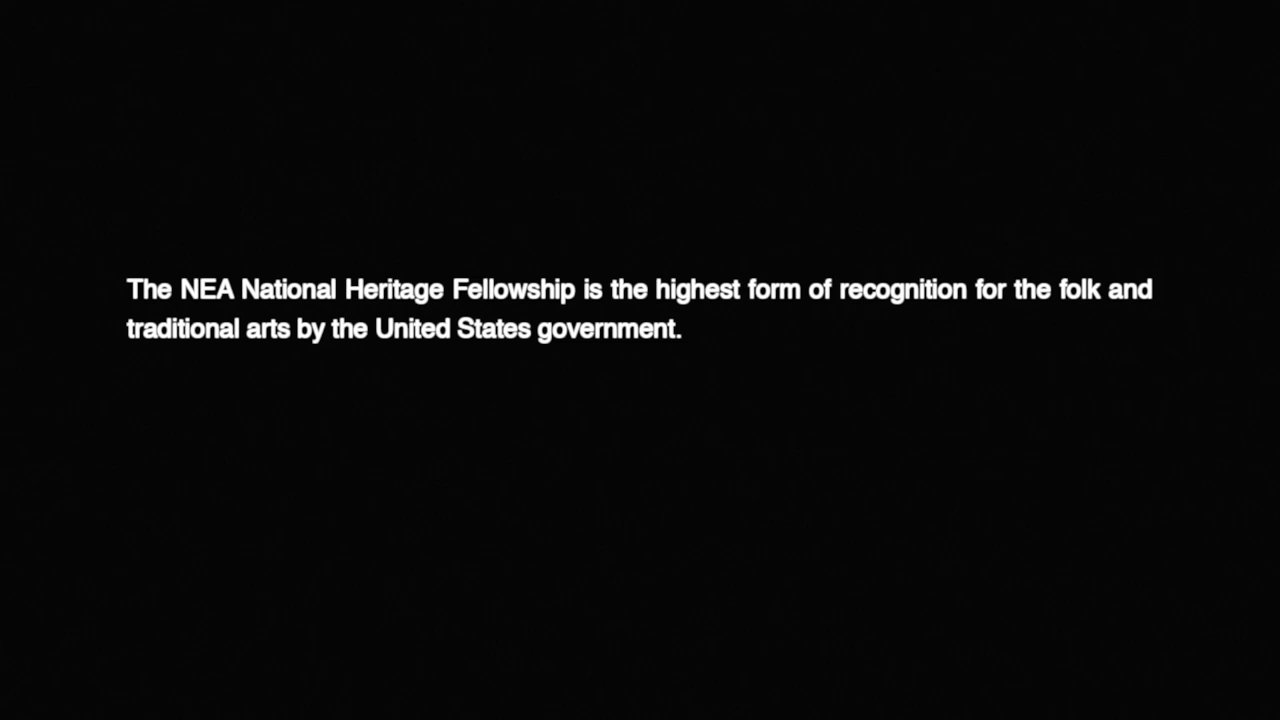 The NEA National Heritage Fellowship is the highest form of recognition for the folk and
traditional arts by the United States government.